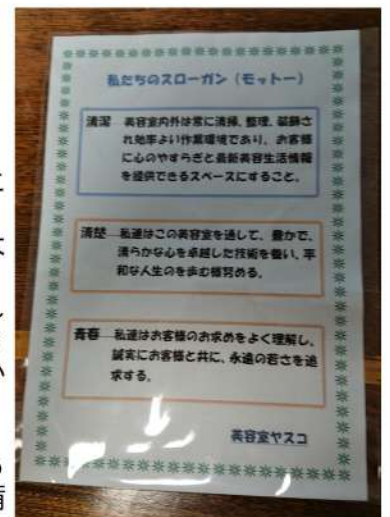 私たちのスローガン（モットー）
清潔 美容室内外は常に清掃、整理、装飾さ
れ効率よい作業環境であり、お客様
に心のやすらぎと最新美容生活情報
を提供できるスペースにすること。
清楚 私達はこの美容室を通して、豊かで、
清らかな心を卓越した技術を養い、平
和な人生のを歩む様努める。
青春 私達はお客様のお求めをよく理解し、
誠実にお客様と共に、永遠の若さを追
求する。
美容室ヤスコ